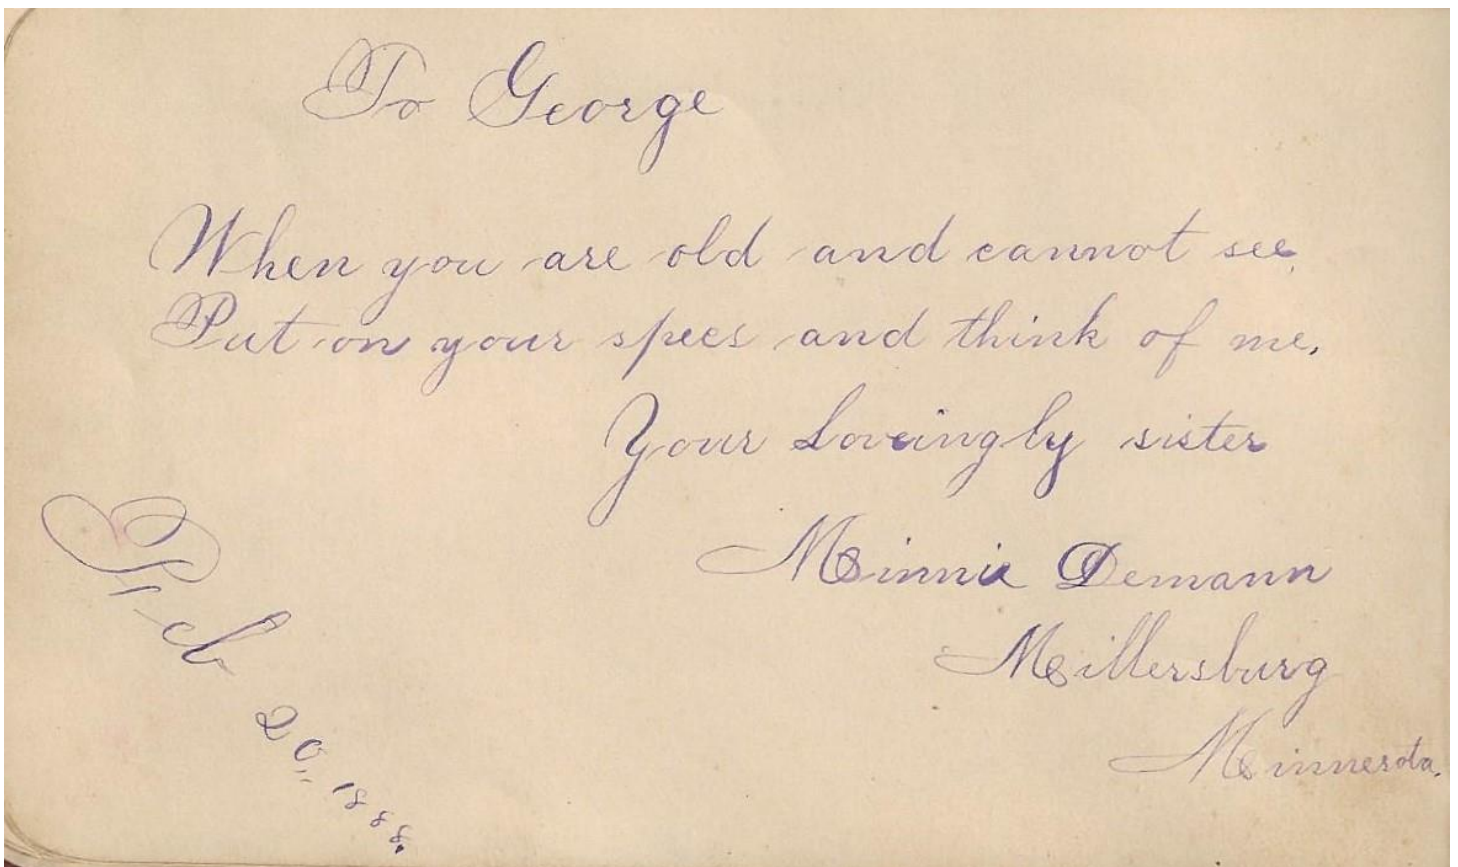 To George
When you are old and cannot see,
Put on your specs and think of me.
Your Loveingly sister
Minnie Demann
Millersburg
Minnesota.
Feb 20, 1888.